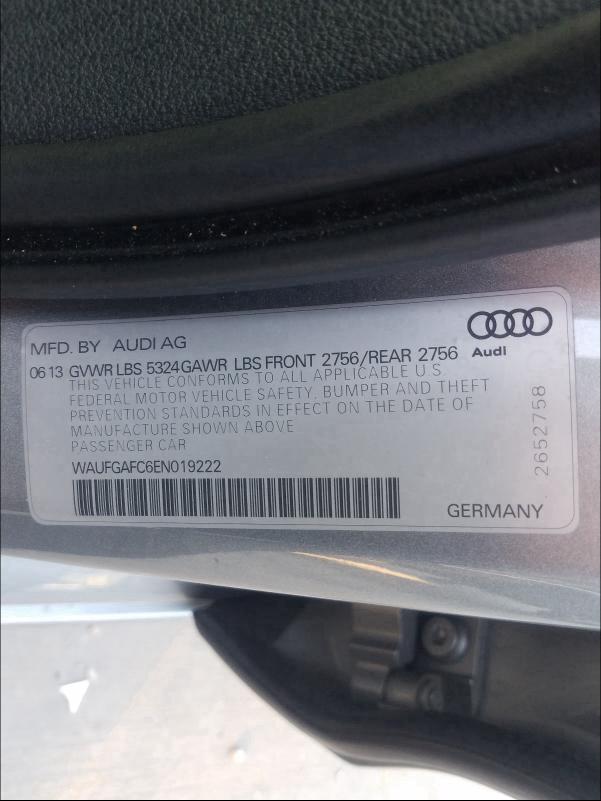 MFD. BY AUDI AG
06 13 GVWR LBS 5324 GAWR LBS FRONT 2756/REAR 2756
Audi
THIS VEHICLE CONFORMS TO ALL APPLICABLE U.S.
FEDERAL MOTOR VEHICLE SAFETY, BUMPER AND THEFT
PREVENTION STANDARDS IN EFFECT ON THE DATE OF
MANUFACTURE SHOWN ABOVE
PASSENGER CAR
WAUFGAFC6EN019222
GERMANY
2652758